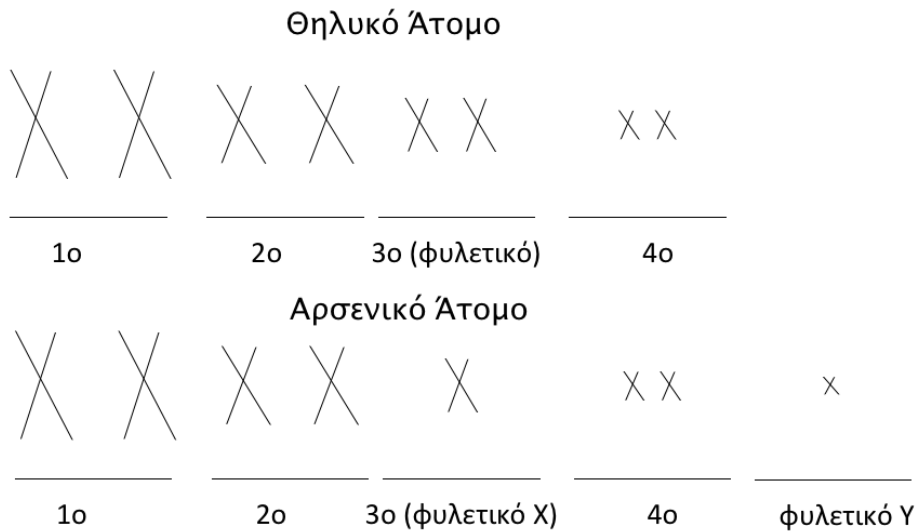 Θηλυκό Άτομο
1ο 2ο 3ο (φυλετικό) 4ο
Αρσενικό Άτομο
1ο 2ο 3ο (φυλετικό Χ) 4ο φυλετικό Υ